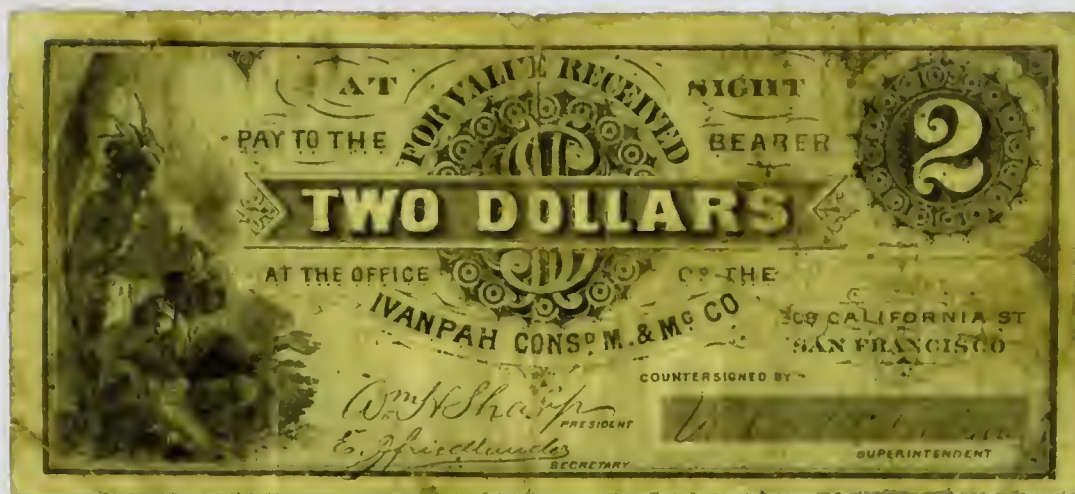 FOR VALUE RECEIVED
AT SIGHT
2
PAY TO THE BEARER
TWO DOLLARS
AT THE OFFICE OF THE
IVANPAH CONSD M. & MG CO
CALIFORNIA ST
SAN FRANCISCO
COUNTERSIGNED BY
Wm H Sharp
PRESIDENT
E. J. Friedlander
SECRETARY
SUPERINTENDENT